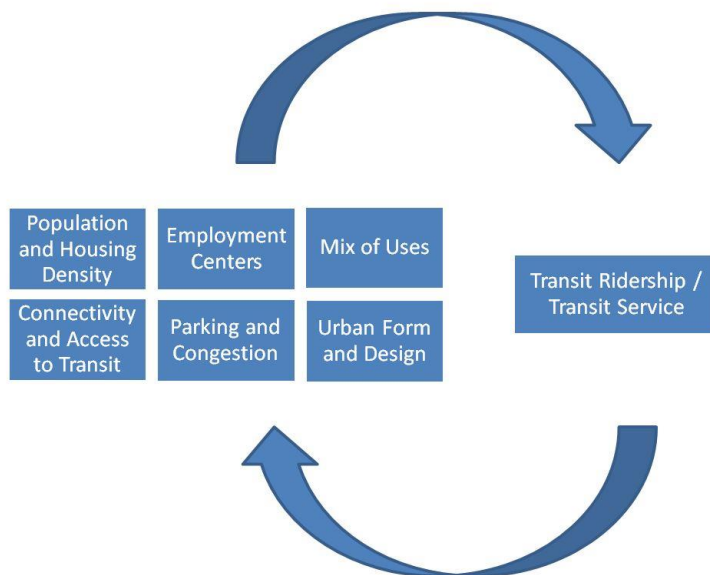 Population
and Housing
Density
Employment
Centers
Mix of Uses
Connectivity
and Access
to Transit
Parking and
Congestion
Urban Form
and Design
Transit Ridership /
Transit Service